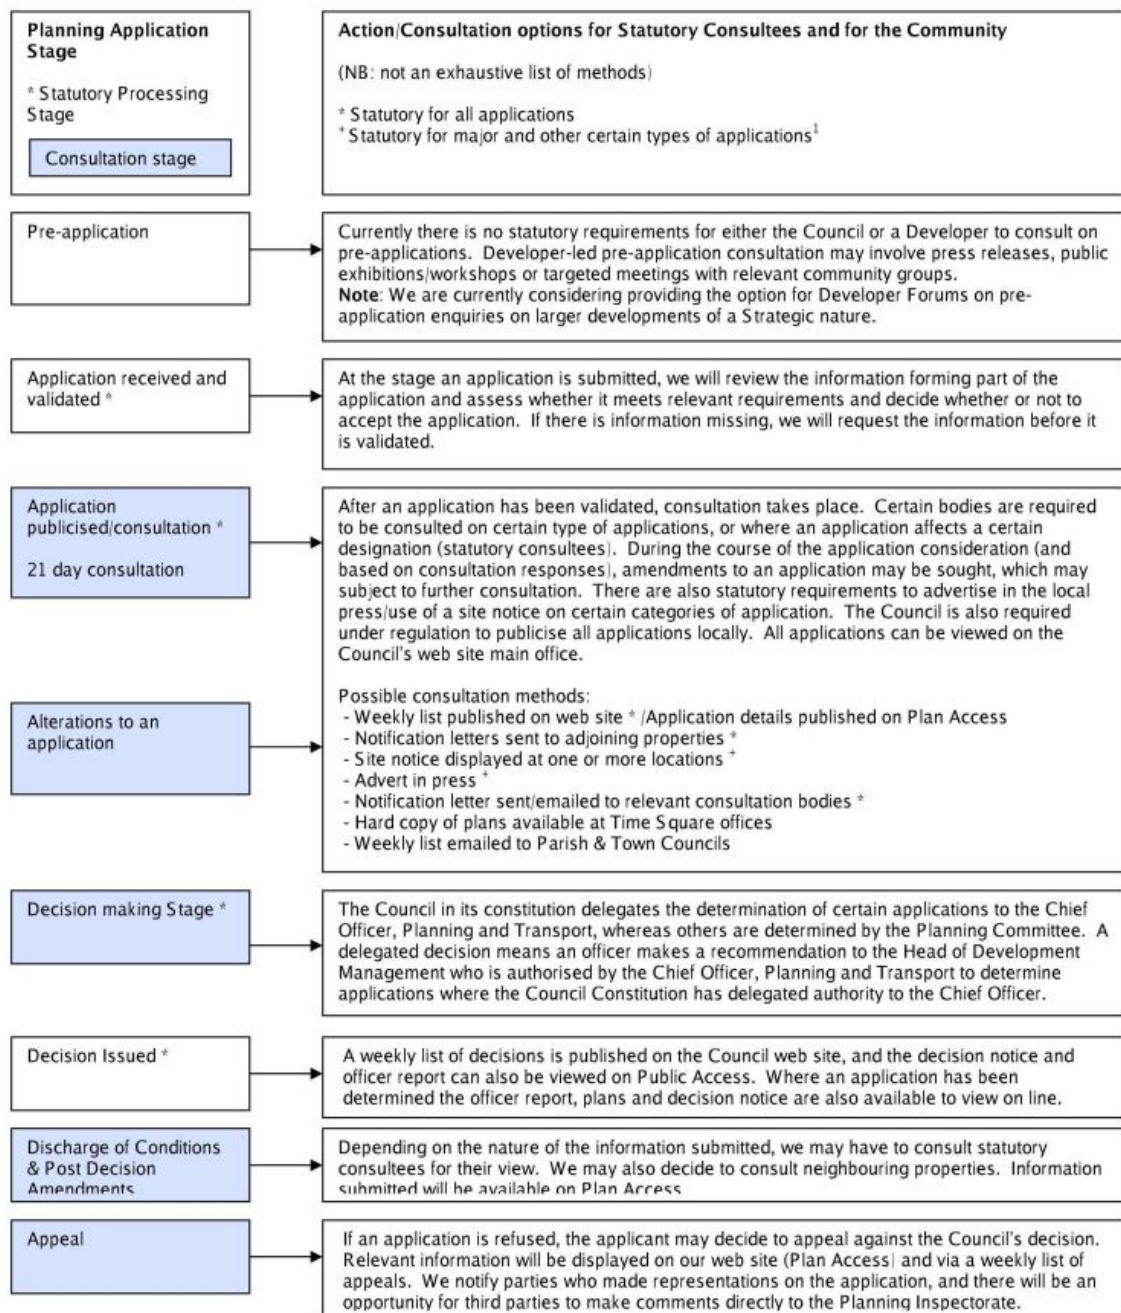 Planning Application
Stage
* Statutory Processing
Stage
Consultation stage
Action/Consultation options for Statutory Consultees and for the Community
(NB: not an exhaustive list of methods)
* Statutory for all applications
+ Statutory for major and other certain types of applications¹
Pre-application
Currently there is no statutory requirements for either the Council or a Developer to consult on
pre-applications. Developer-led pre-application consultation may involve press releases, public
exhibitions/workshops or targeted meetings with relevant community groups.
Note: We are currently considering providing the option for Developer Forums on pre-
application enquiries on larger developments of a Strategic nature.
Application received and
validated *
At the stage an application is submitted, we will review the information forming part of the
application and assess whether it meets relevant requirements and decide whether or not to
accept the application. If there is information missing, we will request the information before it
is validated.
Application
publicised/consultation *
21 day consultation
After an application has been validated, consultation takes place. Certain bodies are required
to be consulted on certain type of applications, or where an application affects a certain
designation (statutory consultees). During the course of the application consideration (and
based on consultation responses), amendments to an application may be sought, which may
subject to further consultation. There are also statutory requirements to advertise in the local
press/use of a site notice on certain categories of application. The Council is also required
under regulation to publicise all applications locally. All applications can be viewed on the
Council's web site main office.
Alterations to an
application
Possible consultation methods:
- Weekly list published on web site * /Application details published on Plan Access
- Notification letters sent to adjoining properties *
- Site notice displayed at one or more locations +
- Advert in press +
- Notification letter sent/emailed to relevant consultation bodies *
- Hard copy of plans available at Time Square offices
- Weekly list emailed to Parish & Town Councils
Decision making Stage *
The Council in its constitution delegates the determination of certain applications to the Chief
Officer, Planning and Transport, whereas others are determined by the Planning Committee. A
delegated decision means an officer makes a recommendation to the Head of Development
Management who is authorised by the Chief Officer, Planning and Transport to determine
applications where the Council Constitution has delegated authority to the Chief Officer.
Decision Issued *
A weekly list of decisions is published on the Council web site, and the decision notice and
officer report can also be viewed on Public Access. Where an application has been
determined the officer report, plans and decision notice are also available to view on line.
Discharge of Conditions
& Post Decision
Amendments
Depending on the nature of the information submitted, we may have to consult statutory
consultees for their view. We may also decide to consult neighbouring properties. Information
submitted will be available on Plan Access
Appeal
If an application is refused, the applicant may decide to appeal against the Council's decision.
Relevant information will be displayed on our web site (Plan Access) and via a weekly list of
appeals. We notify parties who made representations on the application, and there will be an
opportunity for third parties to make comments directly to the Planning Inspectorate.